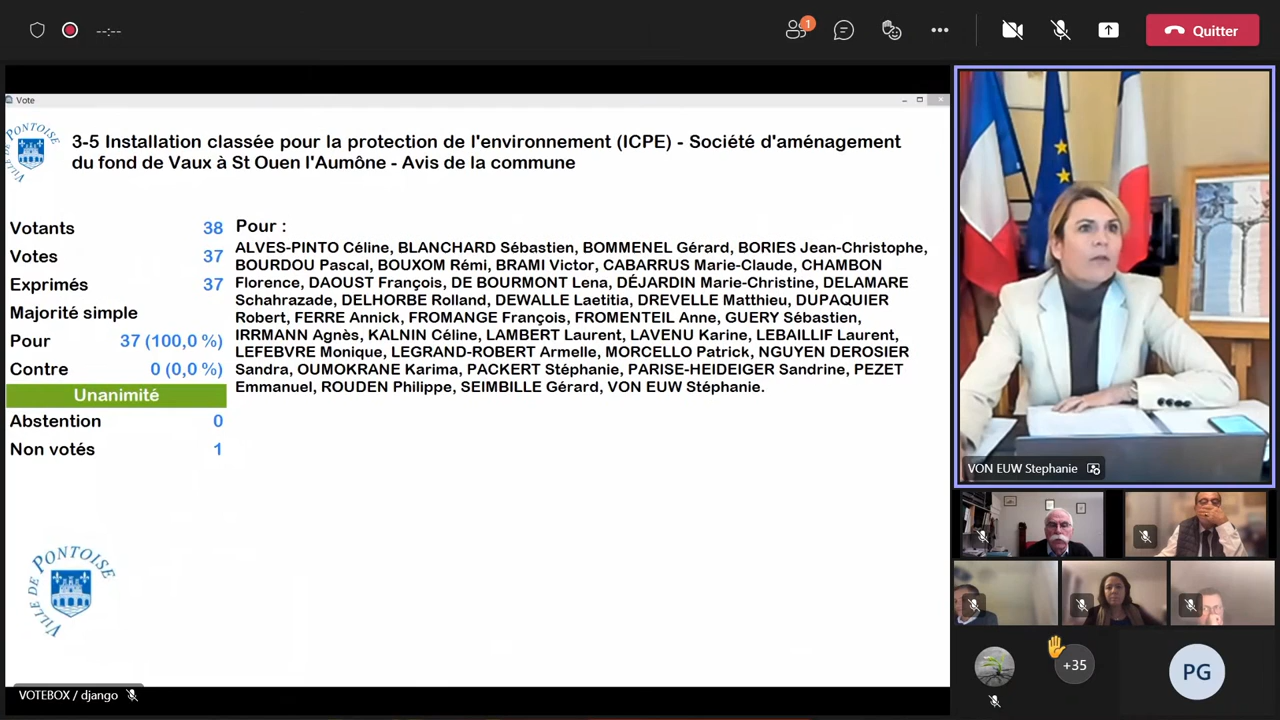 --:--
1
Quitter
Vote
VILLE DE PONTOISE
3-5 Installation classée pour la protection de l'environnement (ICPE) - Société d'aménagement
du fond de Vaux à St Ouen l'Aumône - Avis de la commune
Votants 38
Votes 37
Exprimés 37
Majorité simple
Pour 37 (100,0 %)
Contre 0 (0,0 %)
Unanimité
Abstention 0
Non votés 1
Pour :
ALVES-PINTO Céline, BLANCHARD Sébastien, BOMMENEL Gérard, BORIES Jean-Christophe,
BOURDOU Pascal, BOUXOM Rémi, BRAMI Victor, CABARRUS Marie-Claude, CHAMBON
Florence, DAOUST François, DE BOURMONT Lena, DÉJARDIN Marie-Christine, DELAMARE
Schahrazade, DELHORBE Rolland, DEWALLE Laetitia, DREVELLE Matthieu, DUPAQUIER
Robert, FERRE Annick, FROMANGE François, FROMENTEIL Anne, GUERY Sébastien,
IRRMANN Agnès, KALNIN Céline, LAMBERT Laurent, LAVENU Karine, LEBAILLIF Laurent,
LEFEBVRE Monique, LEGRAND-ROBERT Armelle, MORCELLO Patrick, NGUYEN DEROSIER
Sandra, OUMOKRANE Karima, PACKERT Stéphanie, PARISE-HEIDEIGER Sandrine, PEZET
Emmanuel, ROUDEN Philippe, SEIMBILLE Gérard, VON EUW Stéphanie.
VILLE DE PONTOISE
VOTEBOX / django
VON EUW Stephanie
+35
PG